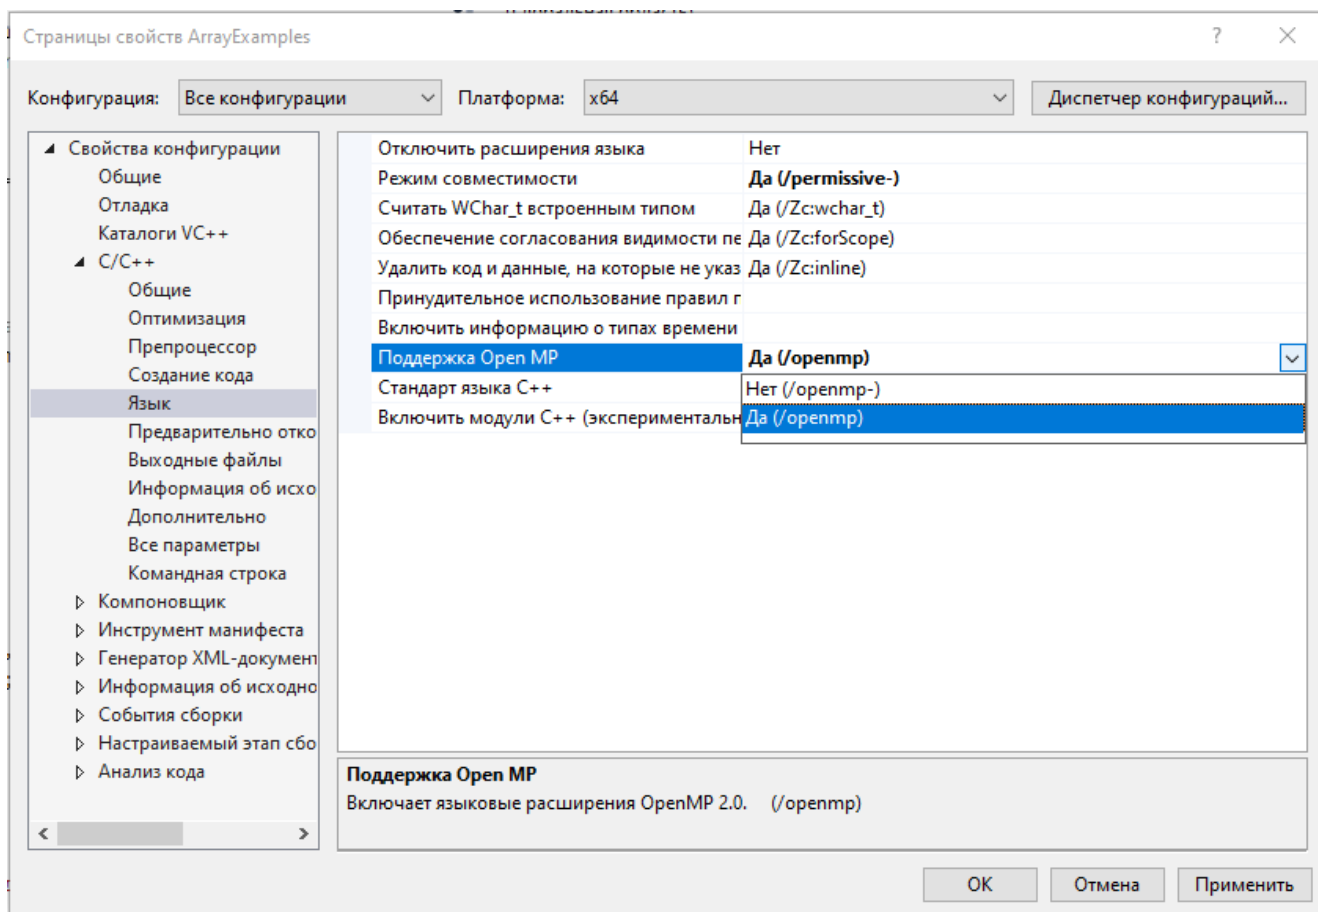 Страницы свойств ArrayExamples
?
Конфигурация: Все конфигурации Платформа: x64 Диспетчер конфигураций...
Свойства конфигурации
Общие
Отладка
Каталоги VC++
C/C++
Общие
Оптимизация
Препроцессор
Создание кода
Язык
Предварительно отко
Выходные файлы
Информация об исхо
Дополнительно
Все параметры
Командная строка
Компоновщик
Инструмент манифеста
Генератор XML-документ
Информация об исходно
События сборки
Настраиваемый этап сбо
Анализ кода
Отключить расширения языка Нет
Режим совместимости Да (/permissive-)
Считать WChar_t встроенным типом Да (/Zc:wchar_t)
Обеспечение согласования видимости пе Да (/Zc:forScope)
Удалить код и данные, на которые не указ Да (/Zc:inline)
Принудительное использование правил г
Включить информацию о типах времени
Поддержка Open MP Да (/openmp)
Стандарт языка C++ Нет (/openmp-)
Включить модули C++ (экспериментальн Да (/openmp)
Поддержка Open MP
Включает языковые расширения OpenMP 2.0. (/openmp)
ОК Отмена Применить